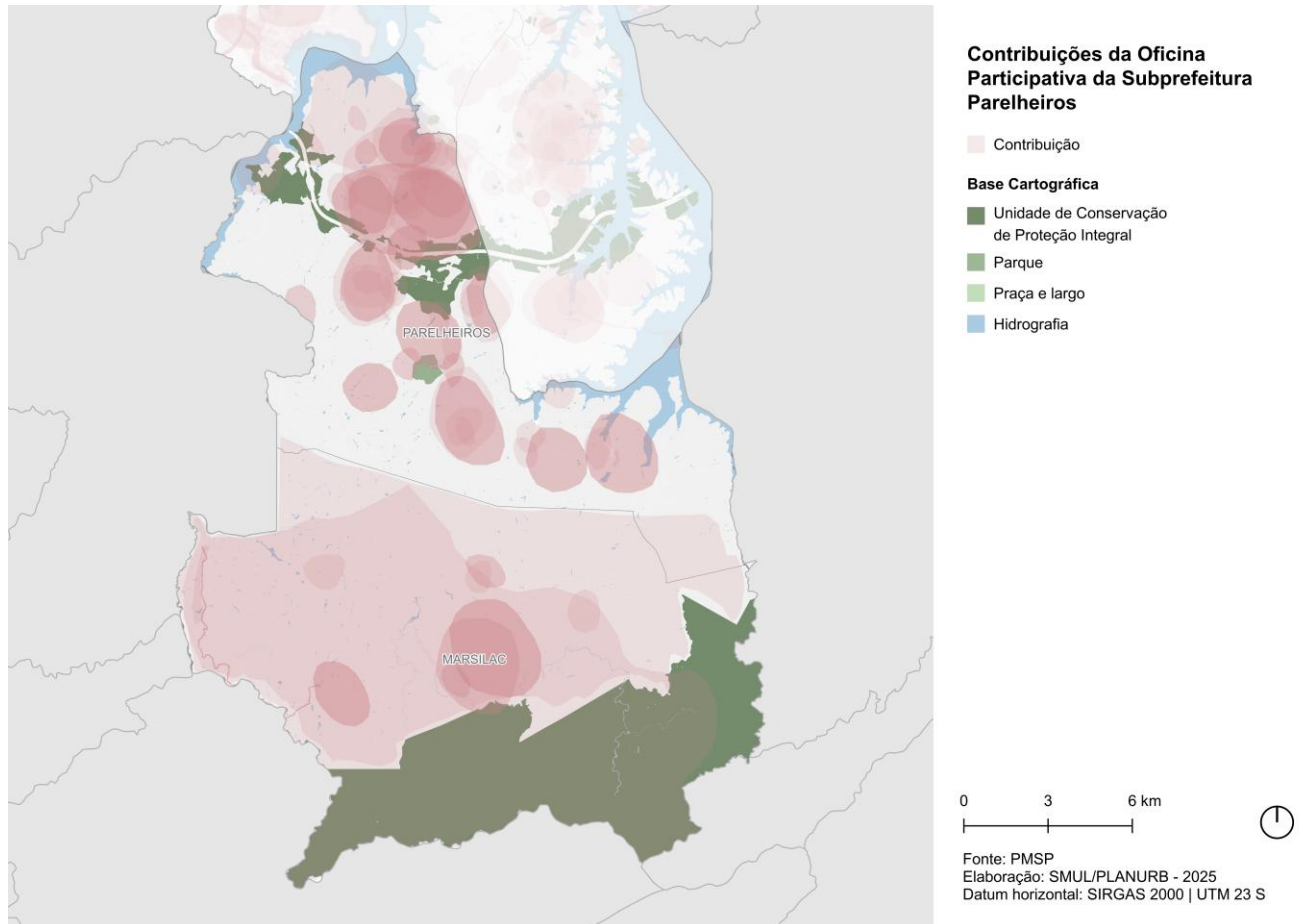 Contribuições da Oficina
Participativa da Subprefeitura
Parelheiros
Contribuição
Base Cartográfica
Unidade de Conservação
de Proteção Integral
Parque
Praça e largo
Hidrografia
PARELHEIROS
MARSILAC
0 3 6 km
Fonte: PMSP
Elaboração: SMUL/PLANURB - 2025
Datum horizontal: SIRGAS 2000 | UTM 23 S